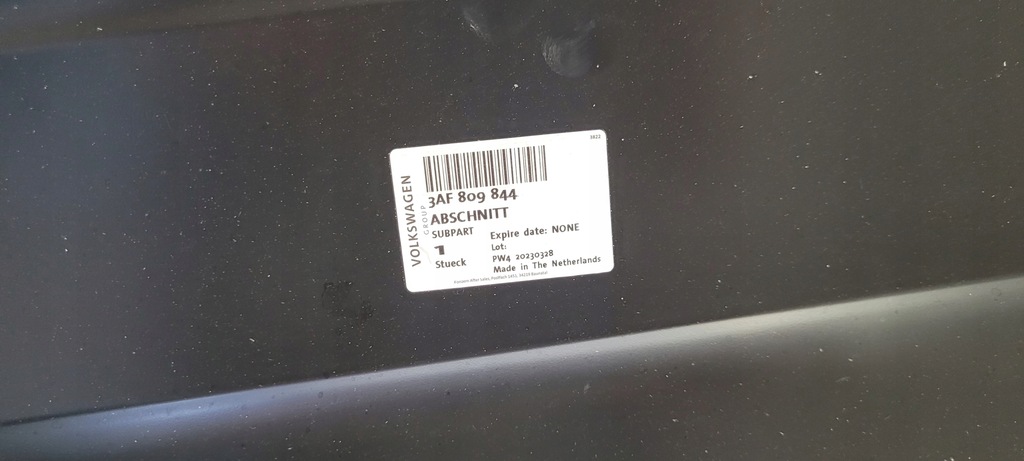 3822
VOLKSWAGEN
GROUP
3AF 809 844
ABSCHNITT
SUBPART
1
Stueck
Expire date: NONE
Lot:
PW4 20230328
Made in The Netherlands